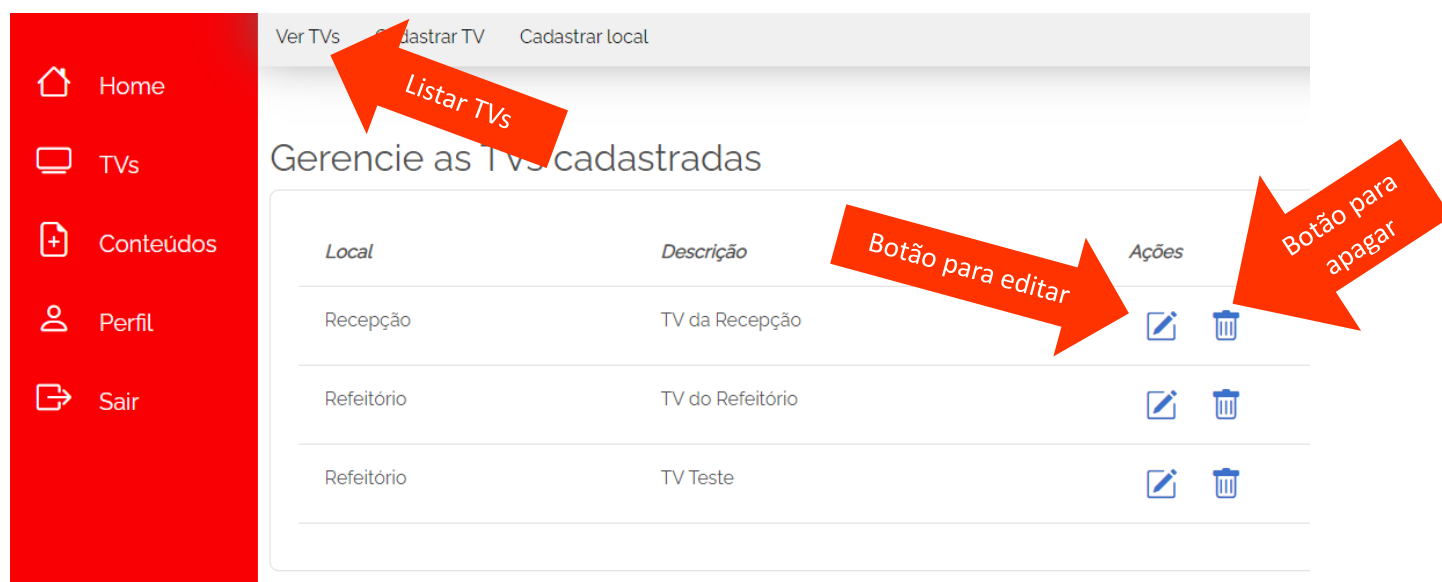 Ver TVs Cadastrar TV Cadastrar local
Listar TVs
Home
TVs
Conteúdos
Perfil
Sair
Gerencie as TVs cadastradas
Botão para editar
Botão para
apagar
Local Descrição Ações
Recepção TV da Recepção
Refeitório TV do Refeitório
Refeitório TV Teste